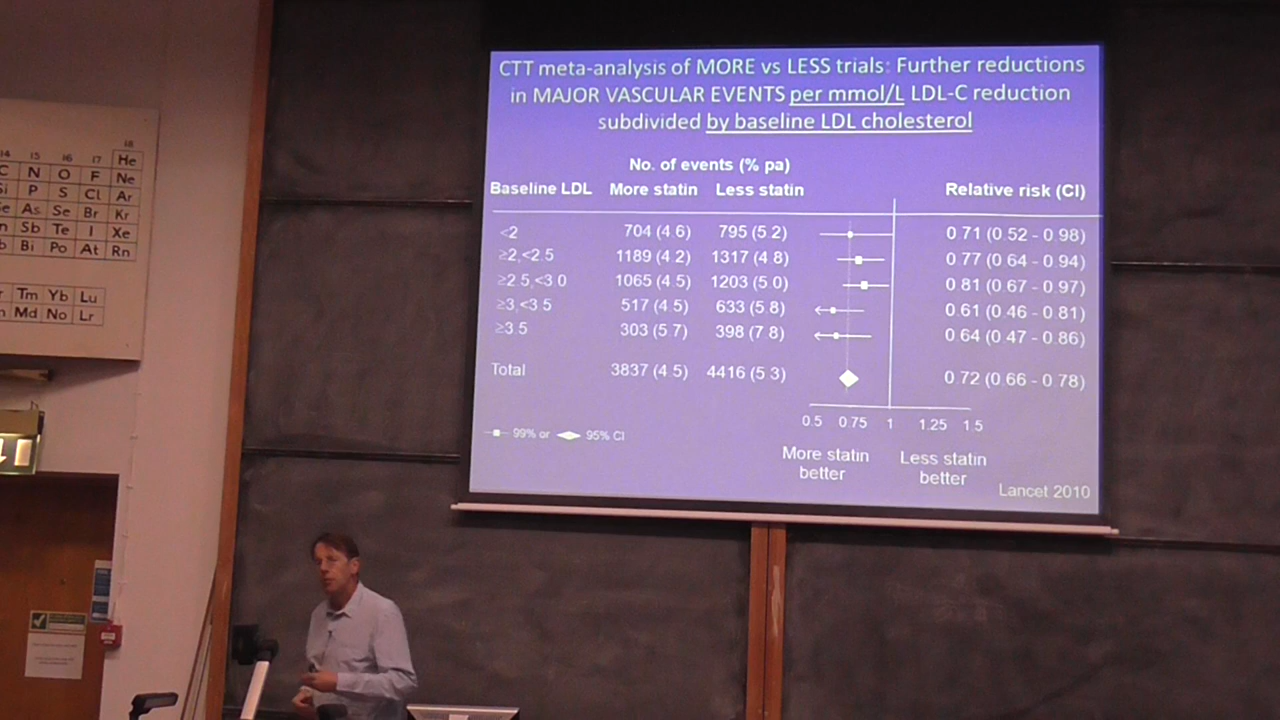 CTT meta-analysis of MORE vs LESS trials: Further reductions
in MAJOR VASCULAR EVENTS per mmol/L LDL-C reduction
subdivided by baseline LDL cholesterol
No. of events (% pa)
Baseline LDL More statin Less statin Relative risk (CI)
<2 704 (4.6) 795 (5.2) 0.71 (0.52 - 0.98)
≥2,<2.5 1189 (4.2) 1317 (4.8) 0.77 (0.64 - 0.94)
≥2.5,<3.0 1065 (4.5) 1203 (5.0) 0.81 (0.67 - 0.97)
≥3,<3.5 517 (4.5) 633 (5.8) 0.61 (0.46 - 0.81)
≥3.5 303 (5.7) 398 (7.8) 0.64 (0.47 - 0.86)
Total 3837 (4.5) 4416 (5.3) 0.72 (0.66 - 0.78)
0.5 0.75 1 1.25 1.5
99% or 95% CI
More statin Less statin
better better
Lancet 2010
18
14 15 16 17 He
C N O F Ne
Si P S Cl Ar
Ge As Se Br Kr
Sn Sb Te I Xe
Pb Bi Po At Rn
Tm Yb Lu
Md No Lr